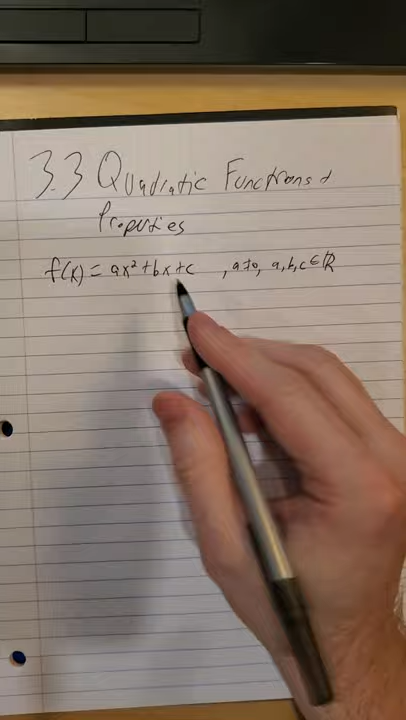 3.3 Quadratic Functions +
Properties
f(x) = ax² + bx + c , a≠0, a,b,c ∈ ℝ